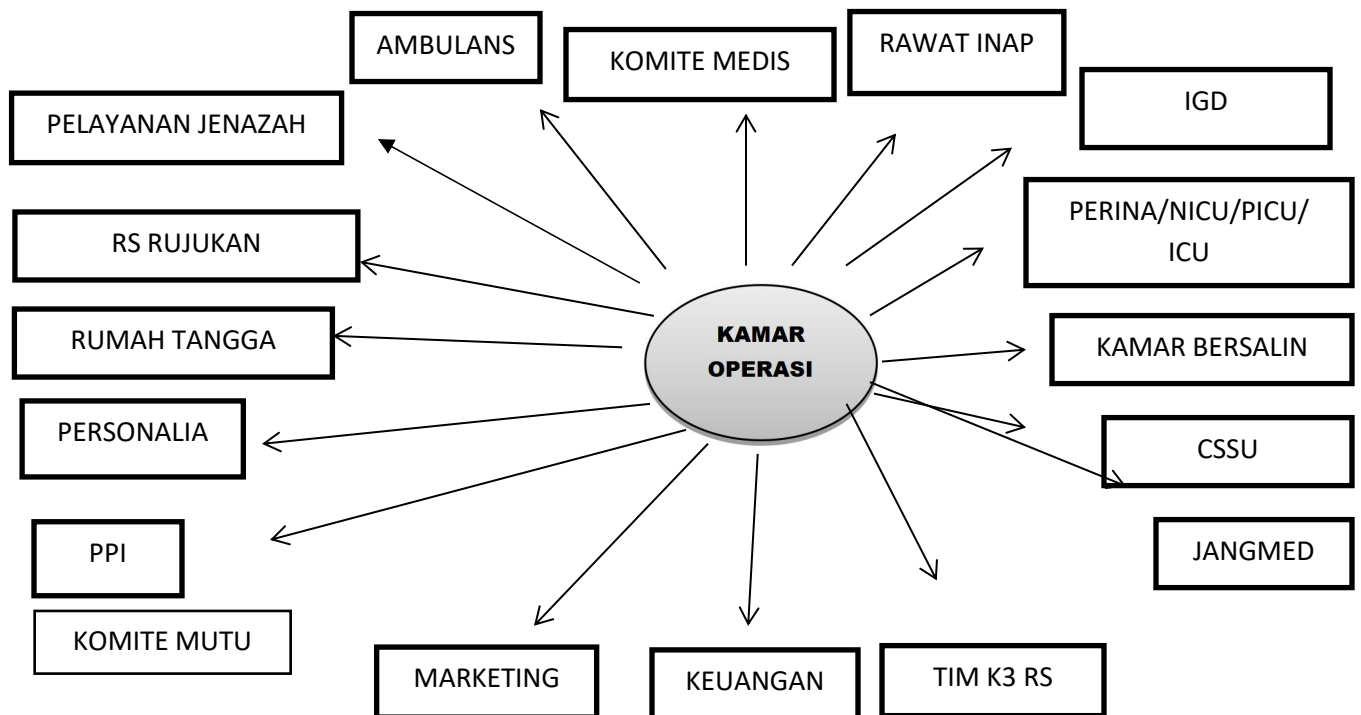 AMBULANS
KOMITE MEDIS
RAWAT INAP
IGD
PELAYANAN JENAZAH
PERINA/NICU/PICU/
ICU
RS RUJUKAN
RUMAH TANGGA
KAMAR
OPERASI
KAMAR BERSALIN
PERSONALIA
CSSU
PPI
JANGMED
KOMITE MUTU
MARKETING
KEUANGAN
TIM K3 RS